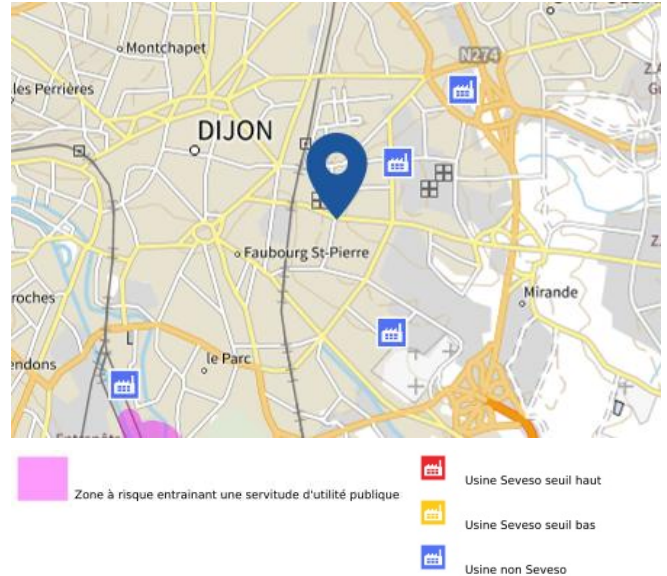 Montchapet
N274
Z.A
les Perrières
DIJON
Faubourg St-Pierre
Z.
Mirande
roches
L
le Parc
endons
Zone à risque entrainant une servitude d'utilité publique
Usine Seveso seuil haut
Usine Seveso seuil bas
Usine non Seveso